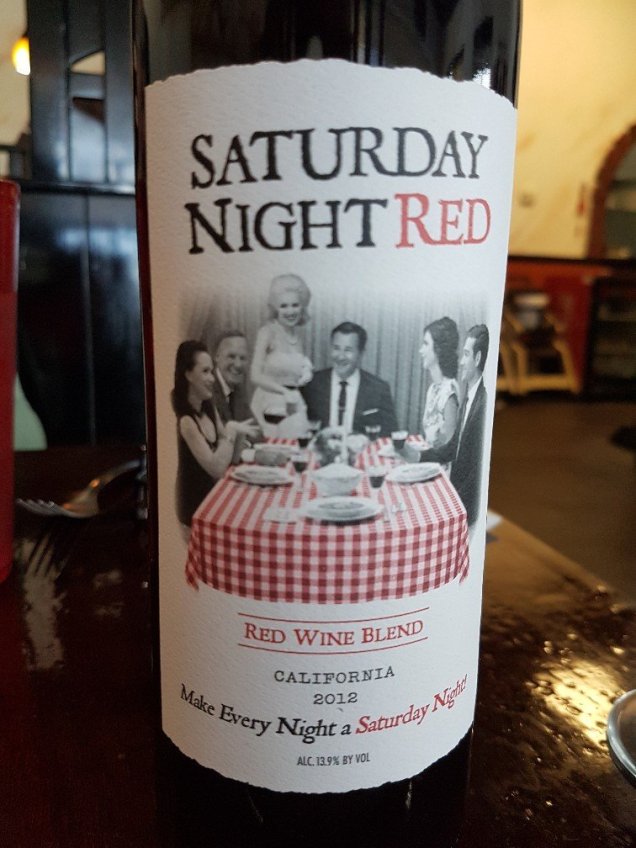 SATURDAY
NIGHT RED
RED WINE BLEND
CALIFORNIA
2012
Make Every Night a Saturday Night!
ALC. 13.9% BY VOL